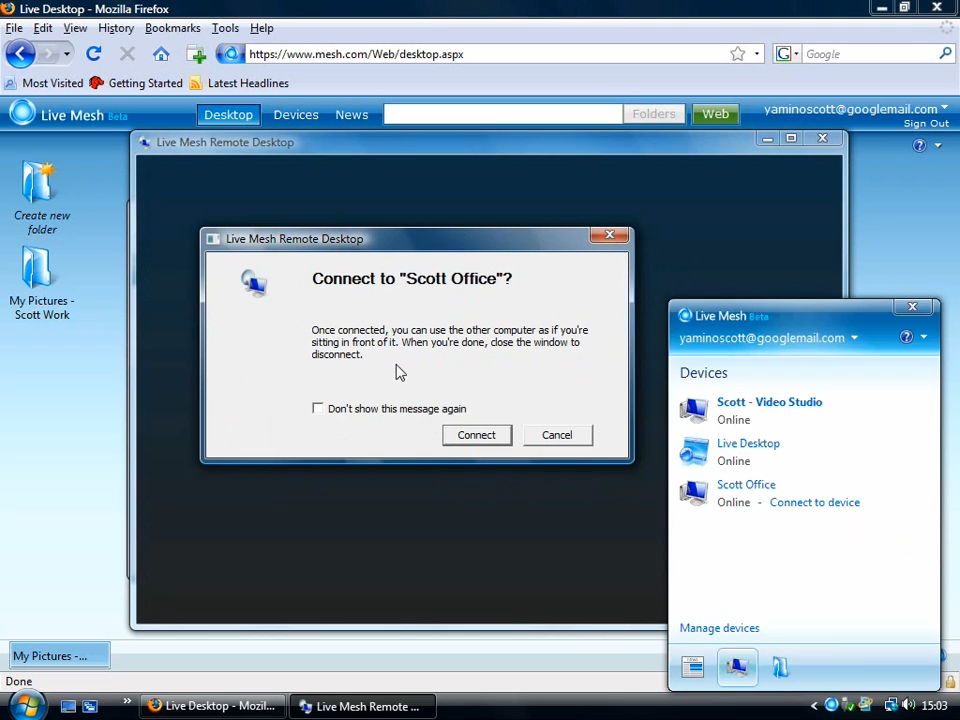 Live Desktop - Mozilla Firefox
File Edit View History Bookmarks Tools Help
https://www.mesh.com/Web/desktop.aspx
Google
Most Visited Getting Started Latest Headlines
Live Mesh Beta
Desktop Devices News
Folders Web
yaminoscott@googlemail.com
Sign Out
Create new
folder
My Pictures -
Scott Work
Live Mesh Remote Desktop
Live Mesh Remote Desktop
Connect to "Scott Office"?
Once connected, you can use the other computer as if you're
sitting in front of it. When you're done, close the window to
disconnect.
Don't show this message again
Connect Cancel
Live Mesh Beta
yaminoscott@googlemail.com
Devices
Scott - Video Studio
Online
Live Desktop
Online
Scott Office
Online - Connect to device
Manage devices
My Pictures -...
Done
Live Desktop - Mozil... Live Mesh Remote ... 15:03